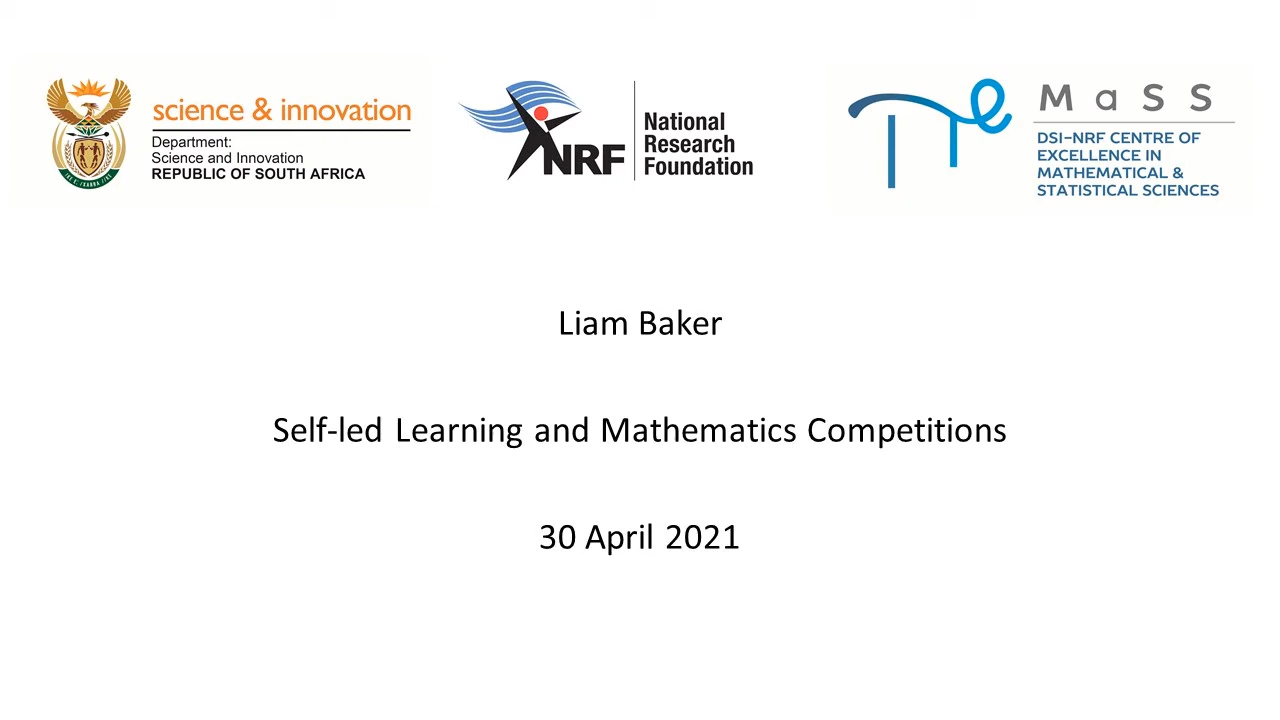 science & innovation
Department:
Science and Innovation
REPUBLIC OF SOUTH AFRICA
NRF
National
Research
Foundation
MaSS
DSI-NRF CENTRE OF
EXCELLENCE IN
MATHEMATICAL &
STATISTICAL SCIENCES
Liam Baker
Self-led Learning and Mathematics Competitions
30 April 2021